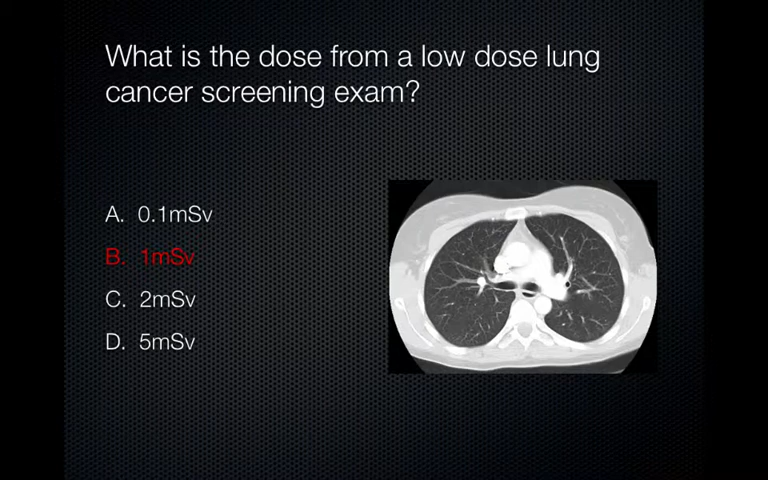 What is the dose from a low dose lung
cancer screening exam?
A. 0.1mSv
B. 1mSv
C. 2mSv
D. 5mSv